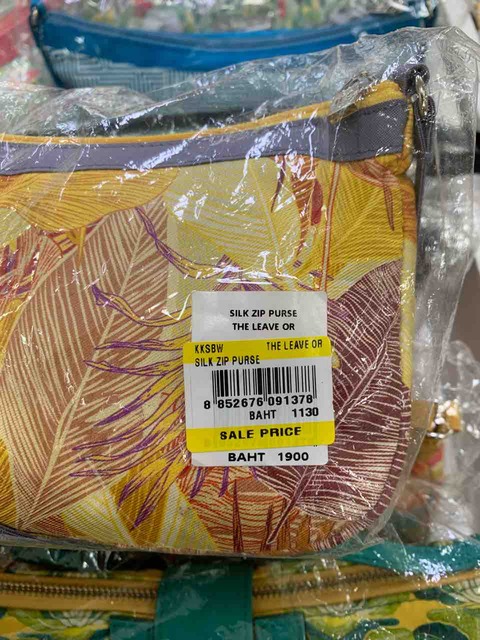 SILK ZIP PURSE
THE LEAVE OR
KKSBW THE LEAVE OR
SILK ZIP PURSE
8 852676 091378
BAHT 1130
SALE PRICE
BAHT 1900